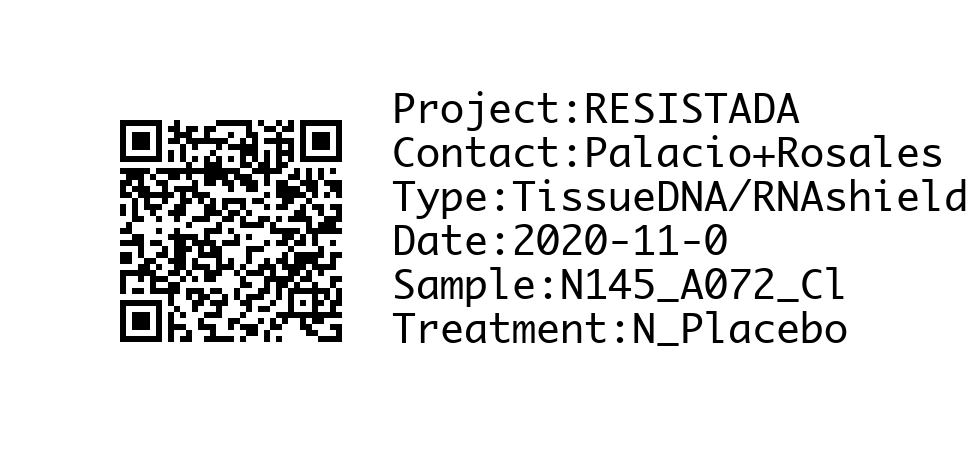 Project:RESISTADA
Contact:Palacio+Rosales
Type:TissueDNA/RNAshield
Date:2020-11-0
Sample:N145_A072_Cl
Treatment:N_Placebo